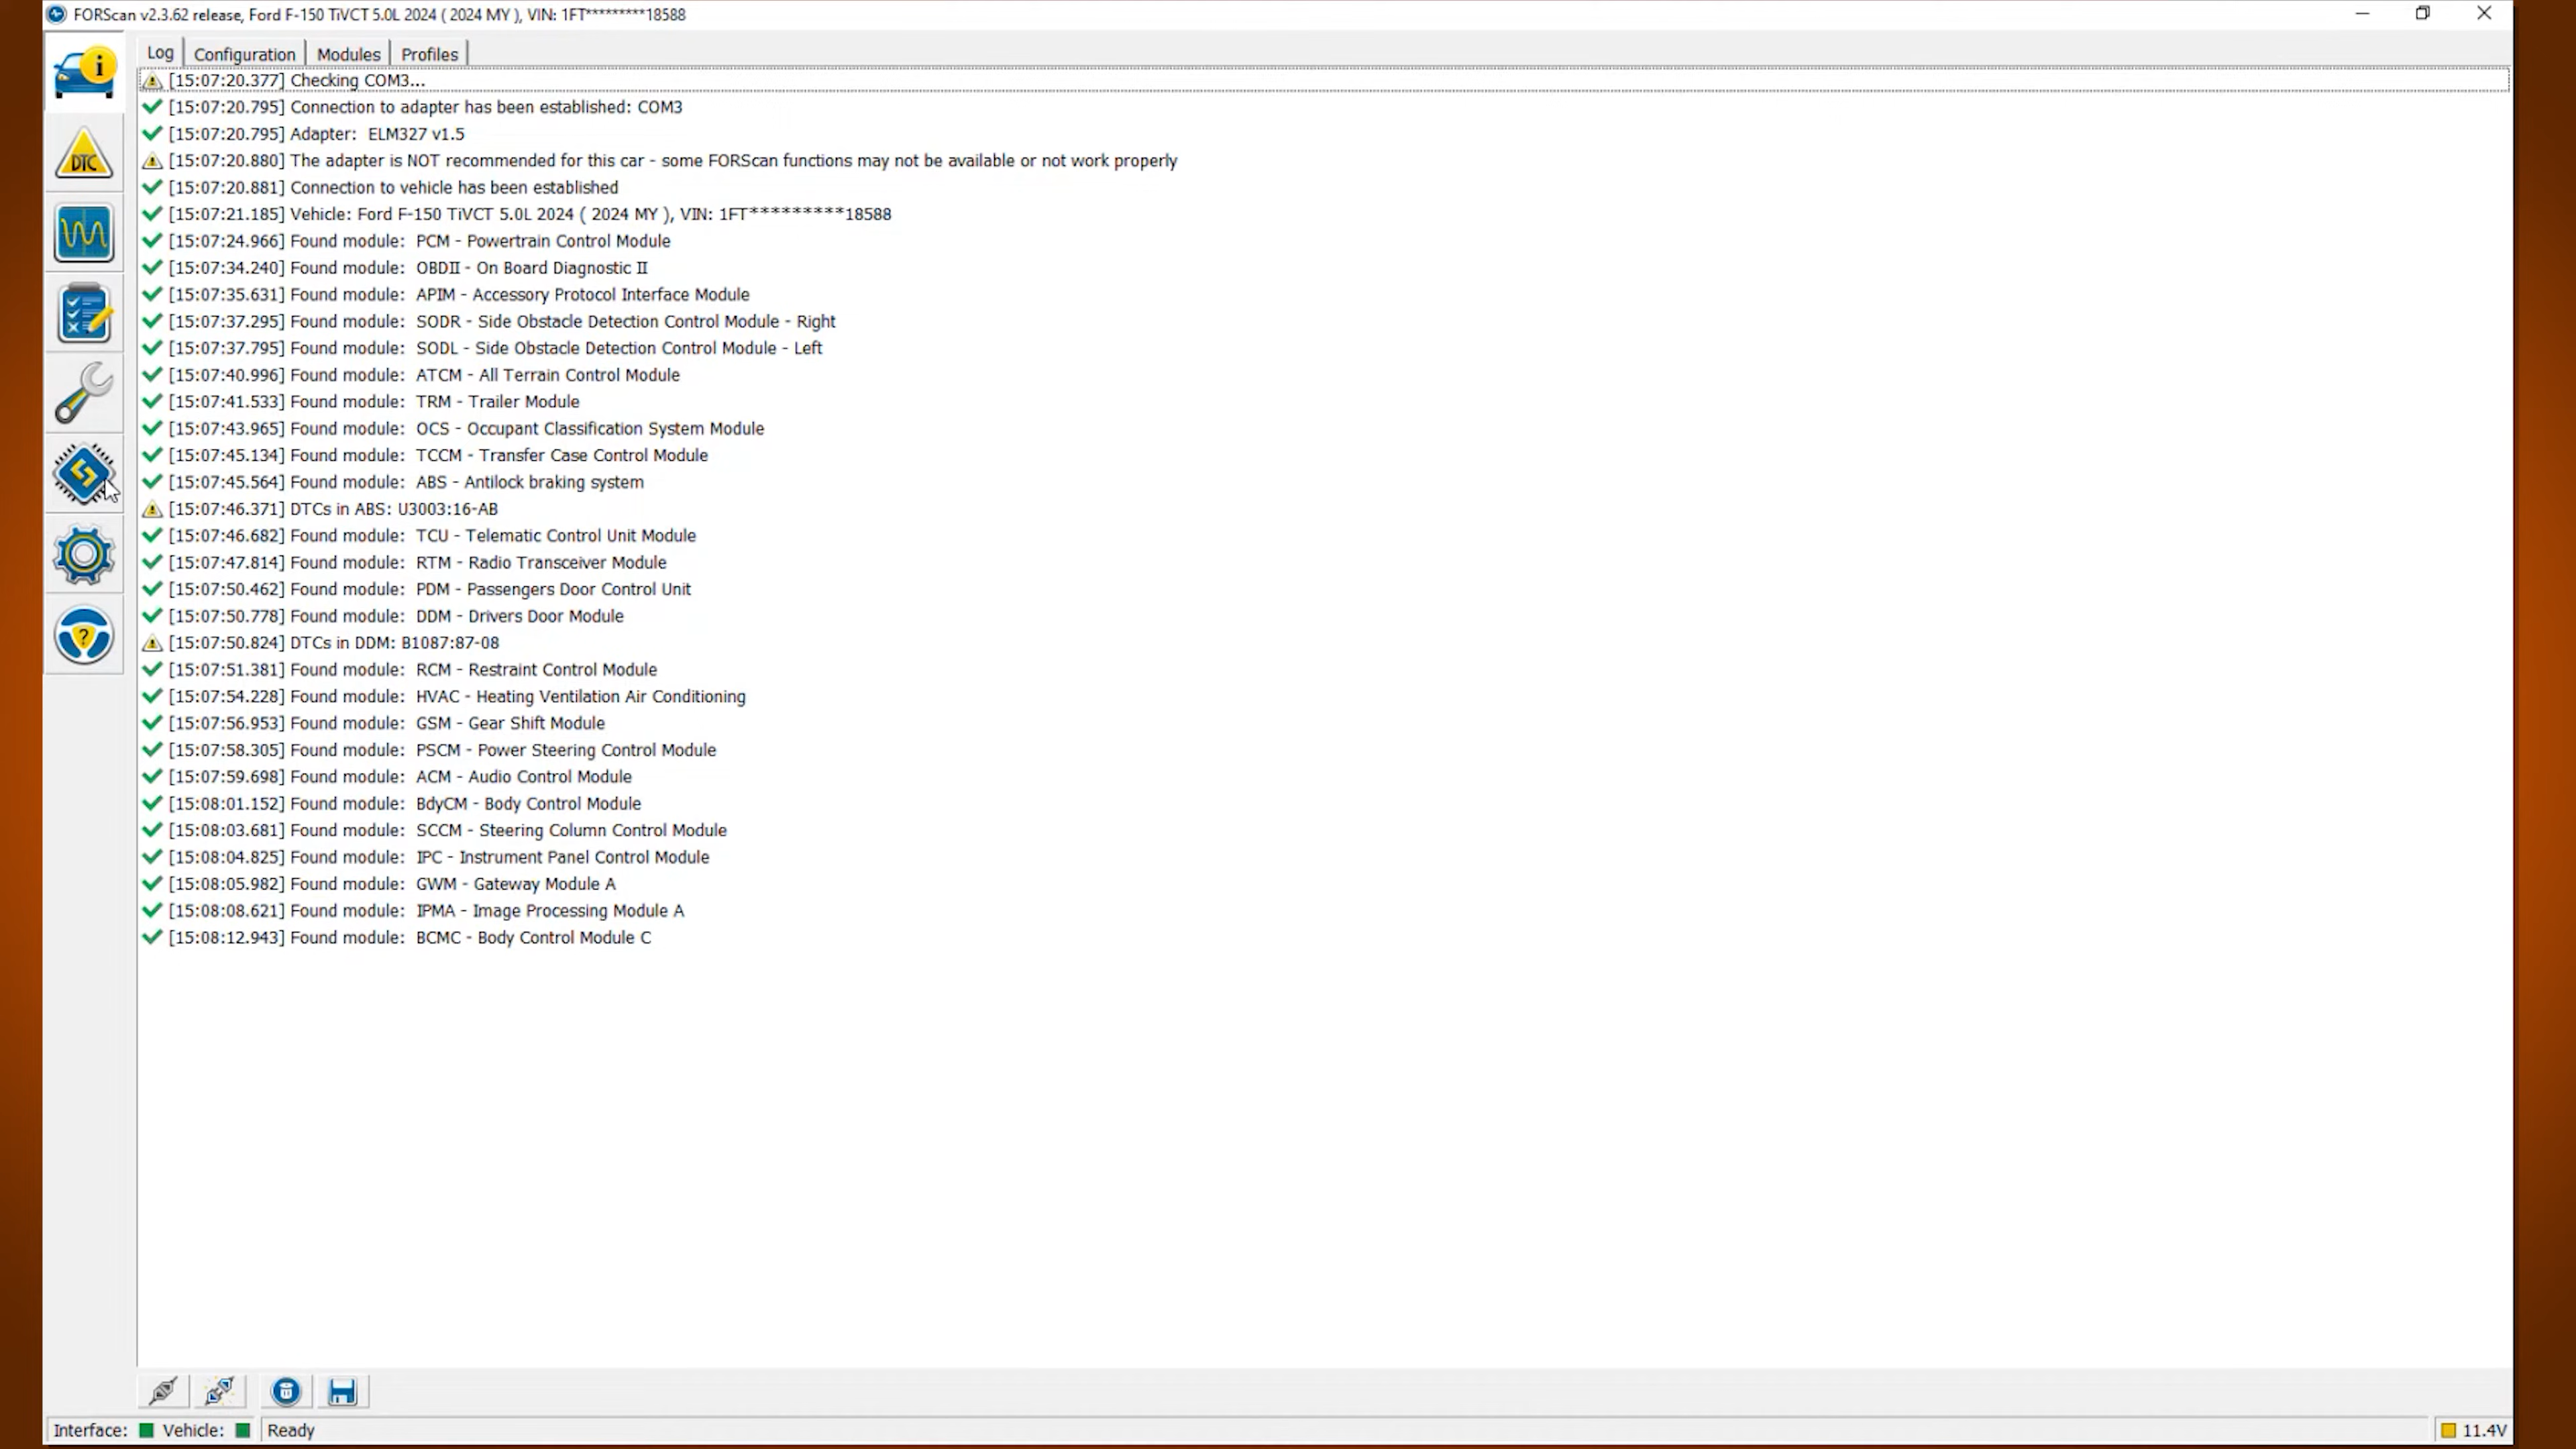 FORScan v2.3.62 release, Ford F-150 TiVCT 5.0L 2024 ( 2024 MY ), VIN: 1FT*********18588
Log Configuration Modules Profiles
[15:07:20.377] Checking COM3...
[15:07:20.795] Connection to adapter has been established: COM3
[15:07:20.795] Adapter: ELM327 v1.5
[15:07:20.880] The adapter is NOT recommended for this car - some FORScan functions may not be available or not work properly
[15:07:20.881] Connection to vehicle has been established
[15:07:21.185] Vehicle: Ford F-150 TiVCT 5.0L 2024 ( 2024 MY ), VIN: 1FT*********18588
[15:07:24.966] Found module: PCM - Powertrain Control Module
[15:07:34.240] Found module: OBDII - On Board Diagnostic II
[15:07:35.631] Found module: APIM - Accessory Protocol Interface Module
[15:07:37.295] Found module: SODR - Side Obstacle Detection Control Module - Right
[15:07:37.795] Found module: SODL - Side Obstacle Detection Control Module - Left
[15:07:40.996] Found module: ATCM - All Terrain Control Module
[15:07:41.533] Found module: TRM - Trailer Module
[15:07:43.965] Found module: OCS - Occupant Classification System Module
[15:07:45.134] Found module: TCCM - Transfer Case Control Module
[15:07:45.564] Found module: ABS - Antilock braking system
[15:07:46.371] DTCs in ABS: U3003:16-AB
[15:07:46.682] Found module: TCU - Telematic Control Unit Module
[15:07:47.814] Found module: RTM - Radio Transceiver Module
[15:07:50.462] Found module: PDM - Passengers Door Control Unit
[15:07:50.778] Found module: DDM - Drivers Door Module
[15:07:50.824] DTCs in DDM: B1087:87-08
[15:07:51.381] Found module: RCM - Restraint Control Module
[15:07:54.228] Found module: HVAC - Heating Ventilation Air Conditioning
[15:07:56.953] Found module: GSM - Gear Shift Module
[15:07:58.305] Found module: PSCM - Power Steering Control Module
[15:07:59.698] Found module: ACM - Audio Control Module
[15:08:01.152] Found module: BdyCM - Body Control Module
[15:08:03.681] Found module: SCCM - Steering Column Control Module
[15:08:04.825] Found module: IPC - Instrument Panel Control Module
[15:08:05.982] Found module: GWM - Gateway Module A
[15:08:08.621] Found module: IPMA - Image Processing Module A
[15:08:12.943] Found module: BCMC - Body Control Module C
DTC
Interface: Vehicle: Ready 11.4V